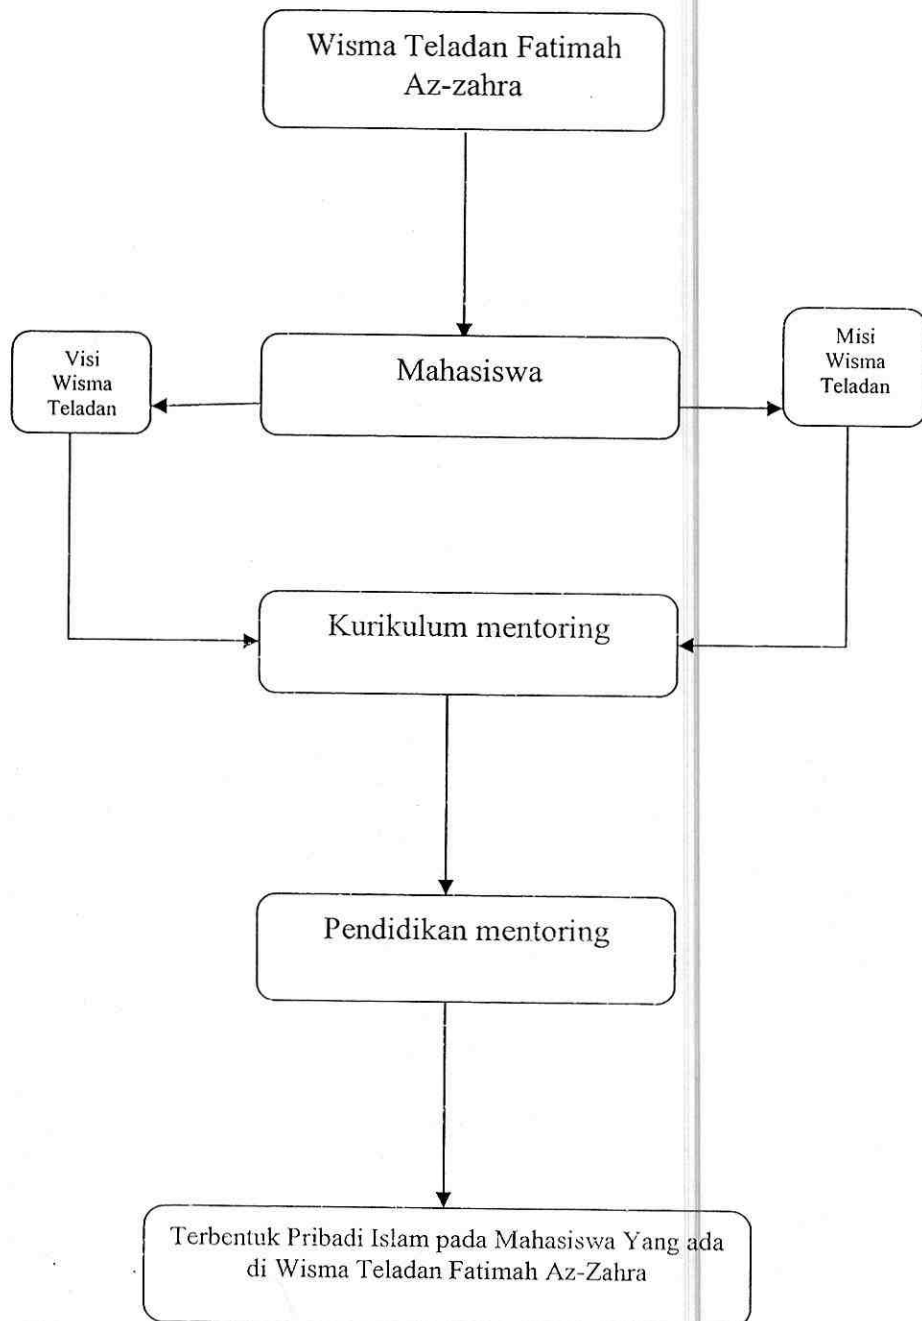 Wisma Teladan Fatimah
Az-zahra
Mahasiswa
Visi
Wisma
Teladan
Misi
Wisma
Teladan
Kurikulum mentoring
Pendidikan mentoring
Terbentuk Pribadi Islam pada Mahasiswa Yang ada
di Wisma Teladan Fatimah Az-Zahra